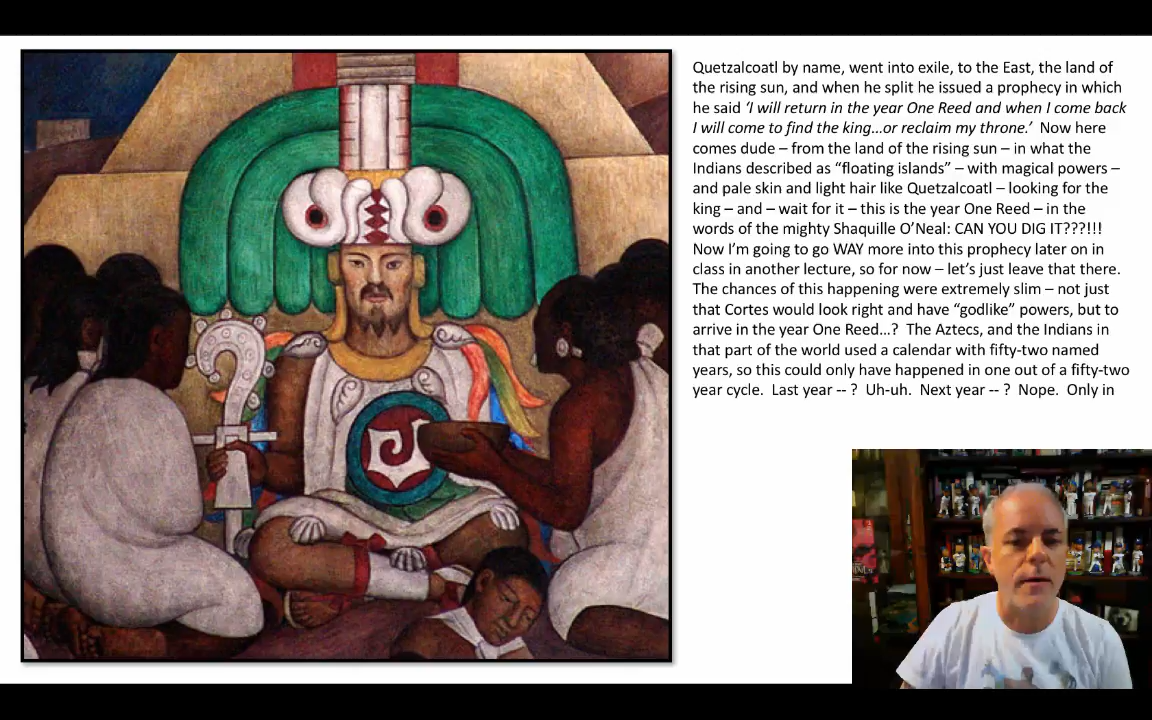 Quetzalcoatl by name, went into exile, to the East, the land of
the rising sun, and when he split he issued a prophecy in which
he said ‘I will return in the year One Reed and when I come back
I will come to find the king…or reclaim my throne.’ Now here
comes dude – from the land of the rising sun – in what the
Indians described as “floating islands” – with magical powers –
and pale skin and light hair like Quetzalcoatl – looking for the
king – and – wait for it – this is the year One Reed – in the
words of the mighty Shaquille O’Neal: CAN YOU DIG IT???!!!
Now I’m going to go WAY more into this prophecy later on in
class in another lecture, so for now – let’s just leave that there.
The chances of this happening were extremely slim – not just
that Cortes would look right and have “godlike” powers, but to
arrive in the year One Reed…? The Aztecs, and the Indians in
that part of the world used a calendar with fifty-two named
years, so this could only have happened in one out of a fifty-two
year cycle. Last year -- ? Uh-uh. Next year -- ? Nope. Only in